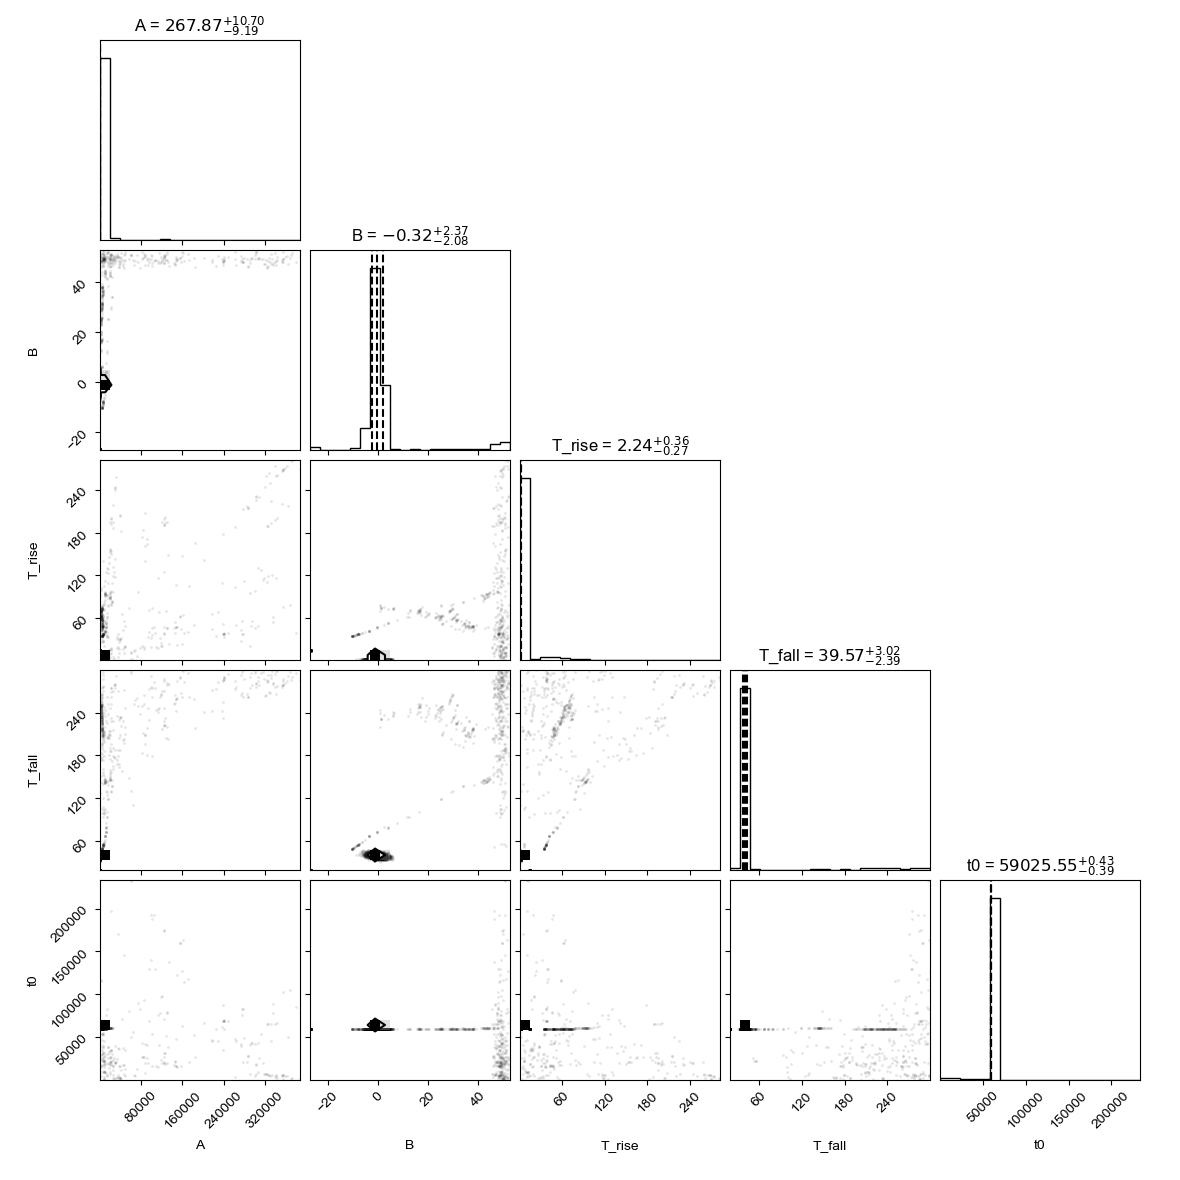 A = 267.87+10.70−9.19
B = −0.32+2.37−2.08
40
20
0
−20
B
T_rise = 2.24+0.36−0.27
240
180
120
60
T_rise
T_fall = 39.57+3.02−2.39
240
180
120
60
T_fall
t0 = 59025.55+0.43−0.39
200000
150000
100000
50000
t0
80000 160000 240000 320000
−20 0 20 40
60 120 180 240
60 120 180 240
50000 100000 150000 200000
A B T_rise T_fall t0